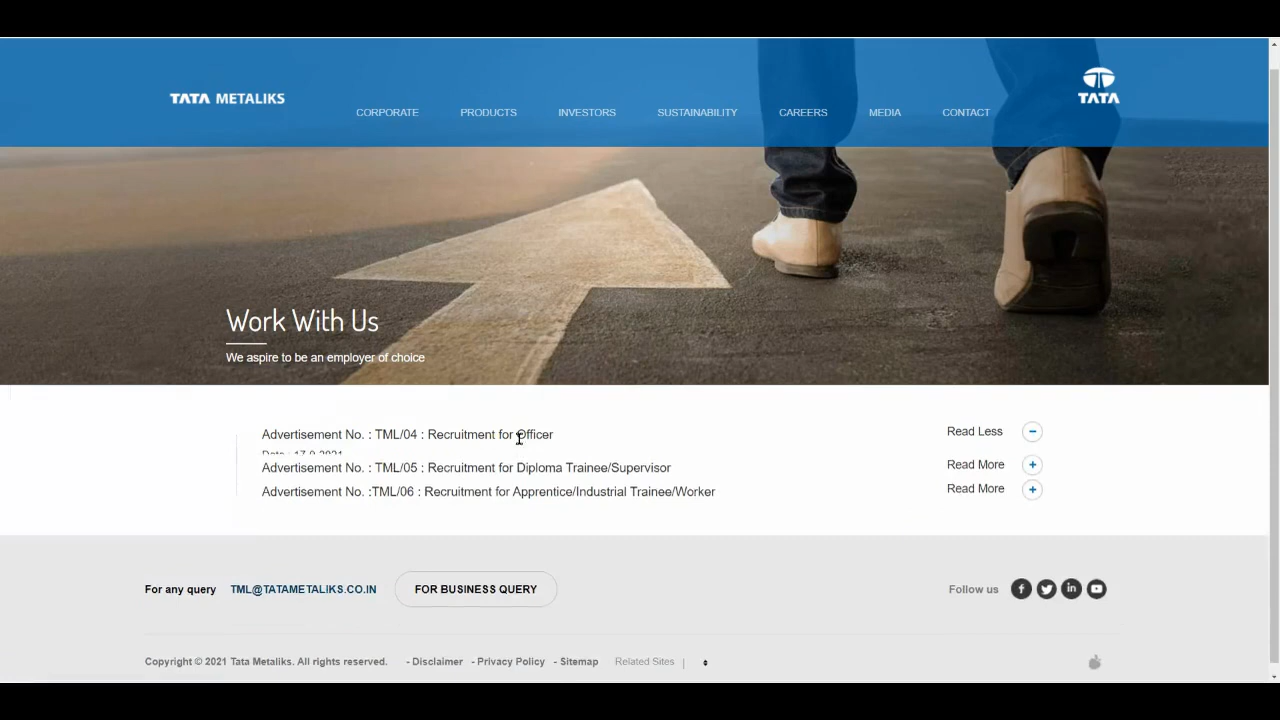 TATA METALIKS
TATA
CORPORATE PRODUCTS INVESTORS SUSTAINABILITY CAREERS MEDIA CONTACT
Work With Us
We aspire to be an employer of choice
Advertisement No. : TML/04 : Recruitment for Officer Read Less
Advertisement No. : TML/05 : Recruitment for Diploma Trainee/Supervisor Read More
Advertisement No. :TML/06 : Recruitment for Apprentice/Industrial Trainee/Worker Read More
For any query TML@TATAMETALIKS.CO.IN FOR BUSINESS QUERY Follow us
Copyright © 2021 Tata Metaliks. All rights reserved. - Disclaimer - Privacy Policy - Sitemap Related Sites